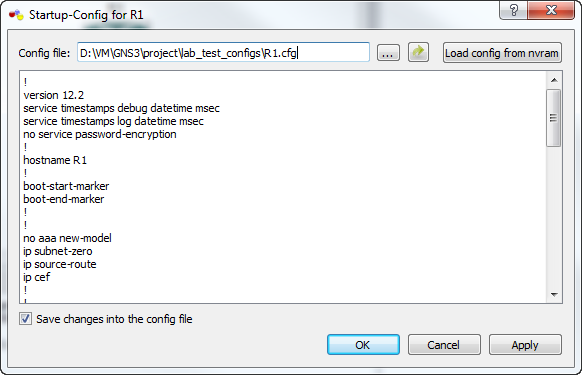 Startup-Config for R1
Config file: D:\VM\GNS3\project\lab_test_configs\R1.cfg ... Load config from nvram
!
version 12.2
service timestamps debug datetime msec
service timestamps log datetime msec
no service password-encryption
!
hostname R1
!
boot-start-marker
boot-end-marker
!
!
no aaa new-model
ip subnet-zero
ip source-route
ip cef
!
!
Save changes into the config file
OK Cancel Apply